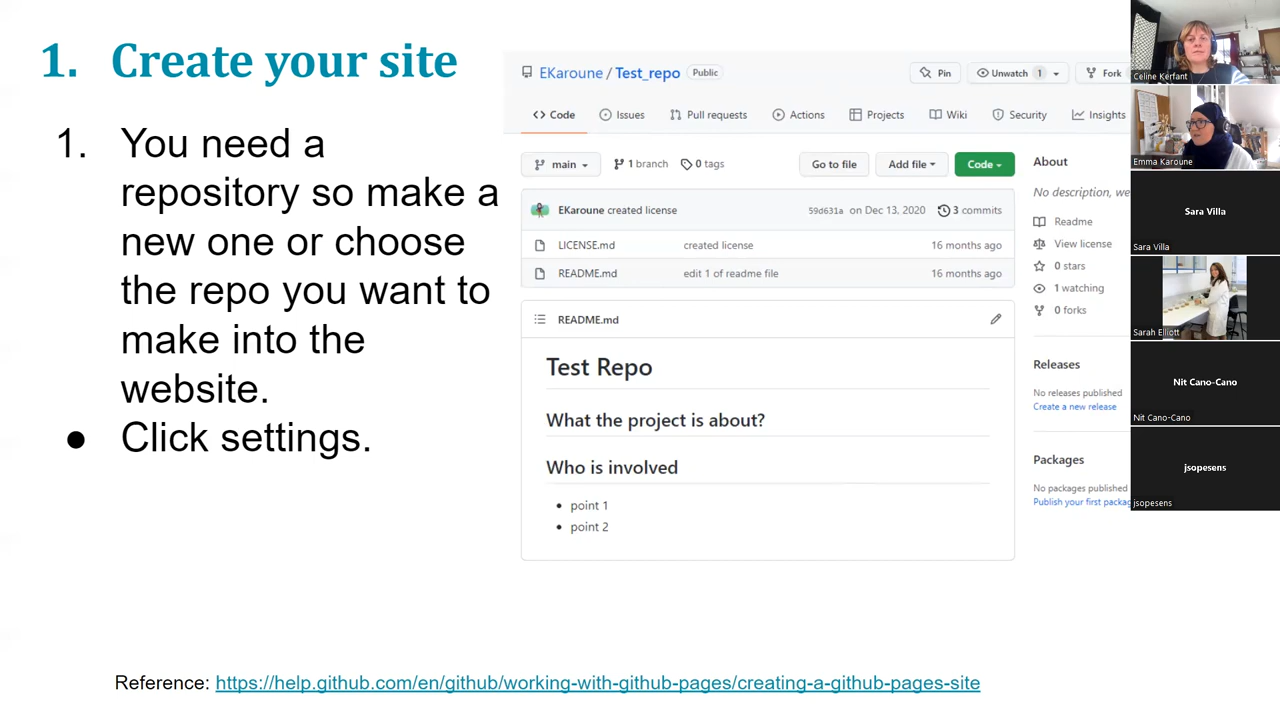 1. Create your site
1. You need a
repository so make a
new one or choose
the repo you want to
make into the
website.
● Click settings.
EKaroune / Test_repo Public
Pin Unwatch 1 Fork
Code Issues Pull requests Actions Projects Wiki Security Insights
main 1 branch 0 tags Go to file Add file Code
EKaroune created license 59d631a on Dec 13, 2020 3 commits
LICENSE.md created license 16 months ago
README.md edit 1 of readme file 16 months ago
README.md
Test Repo
What the project is about?
Who is involved
• point 1
• point 2
About
No description, we
Readme
View license
0 stars
1 watching
0 forks
Releases
No releases published
Create a new release
Packages
No packages published
Publish your first packag
Reference: https://help.github.com/en/github/working-with-github-pages/creating-a-github-pages-site
Celine Kerfant
Emma Karoune
Sara Villa
Sara Villa
Sarah Elliott
Nit Cano-Cano
Nit Cano-Cano
jsopesens
jsopesens